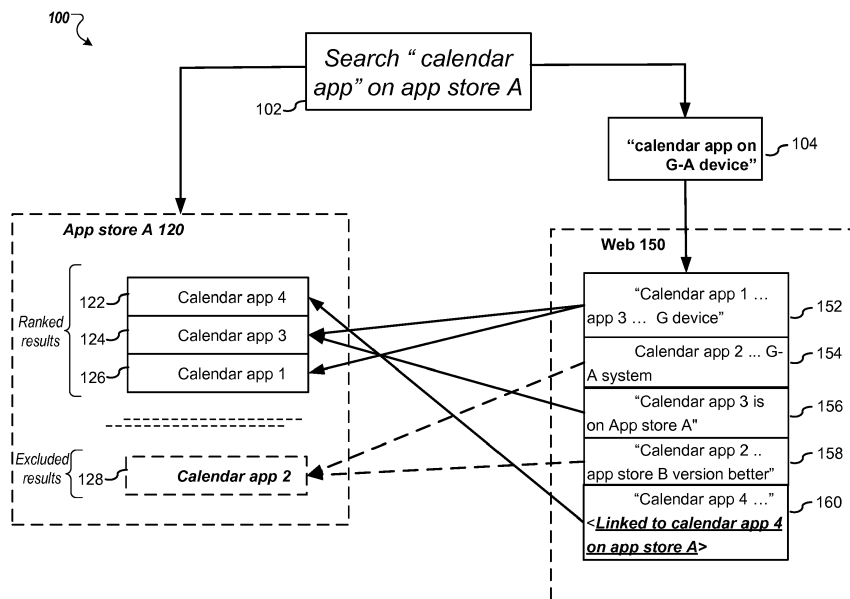 100
Search “ calendar
app” on app store A
102
“calendar app on
G-A device”
104
App store A 120
Web 150
Ranked
results
122
Calendar app 4
124
Calendar app 3
126
Calendar app 1
Excluded
results
128
Calendar app 2
“Calendar app 1 …
app 3 … G device”
152
Calendar app 2 ... G-
A system
154
“Calendar app 3 is
on App store A"
156
“Calendar app 2 ..
app store B version better”
158
“Calendar app 4 …”
<Linked to calendar app 4
on app store A>
160